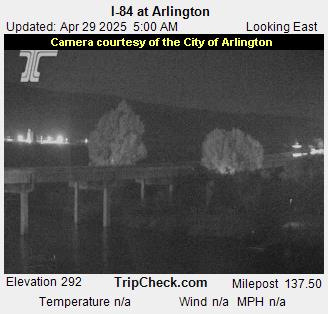 I-84 at Arlington
Updated: Apr 29 2025 5:00 AM Looking East
Camera courtesy of the City of Arlington
Elevation 292 TripCheck.com Milepost 137.50
Temperature n/a Wind n/a MPH n/a